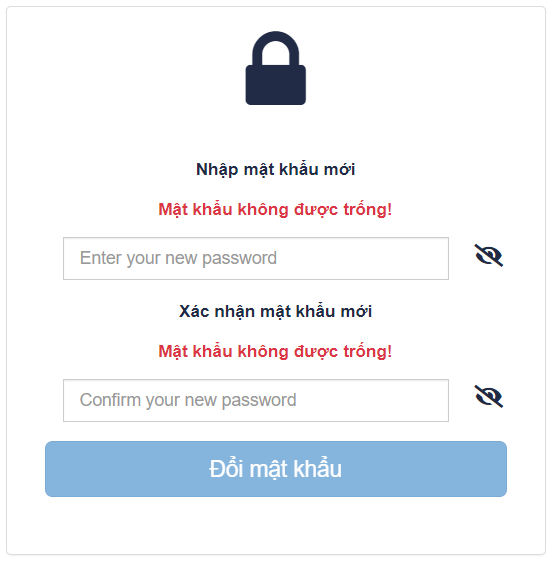 Nhập mật khẩu mới
Mật khẩu không được trống!
Enter your new password
Xác nhận mật khẩu mới
Mật khẩu không được trống!
Confirm your new password
Đổi mật khẩu